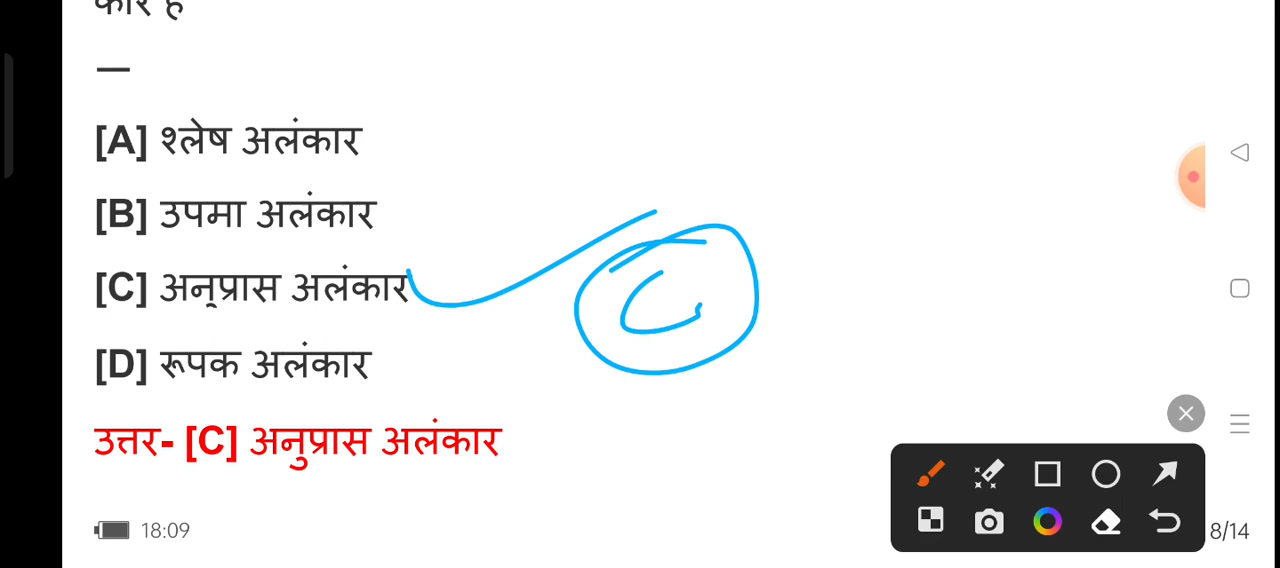 कार है
—
[A] श्लेष अलंकार
[B] उपमा अलंकार
[C] अनुप्रास अलंकार
C
[D] रूपक अलंकार
उत्तर- [C] अनुप्रास अलंकार
18:09
8/14